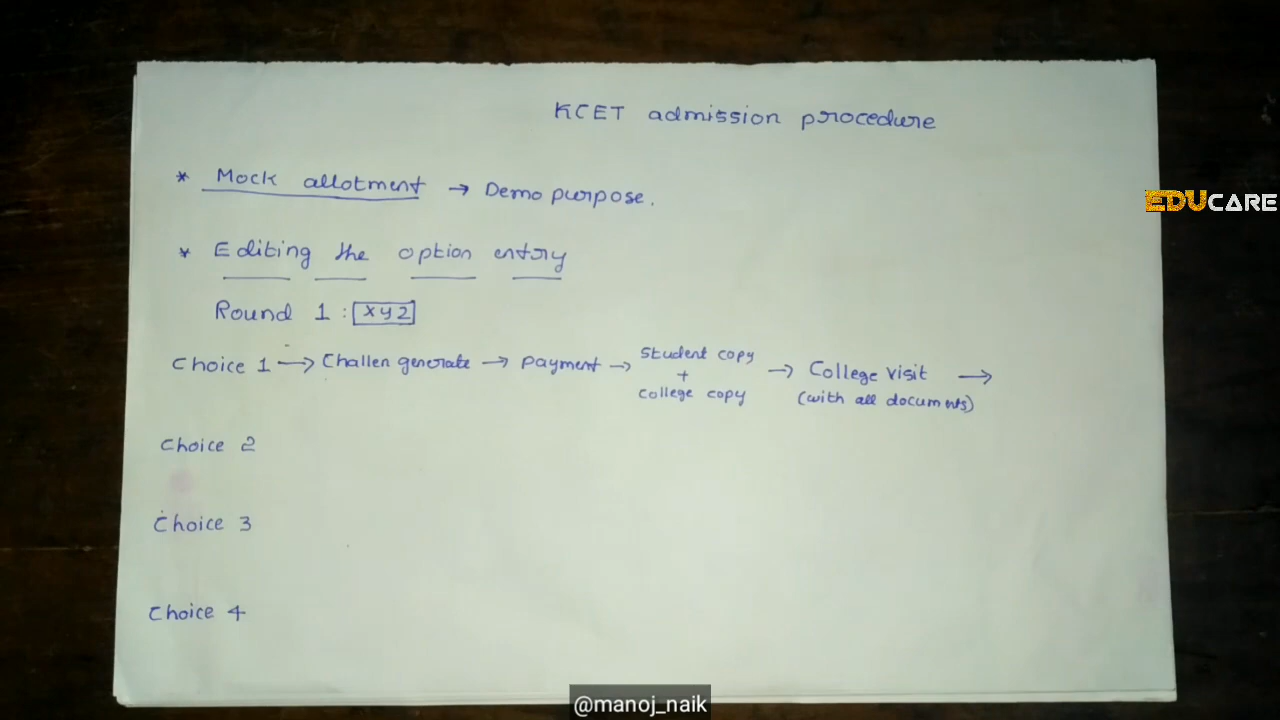 KCET admission procedure
* Mock allotment → Demo purpose.
EDUCARE
* Editing the option entry
Round 1 : xyz
Choice 1 → Challen generate → payment → Student copy + College copy → College visit (with all documents) →
Choice 2
Choice 3
Choice 4
@manoj_naik